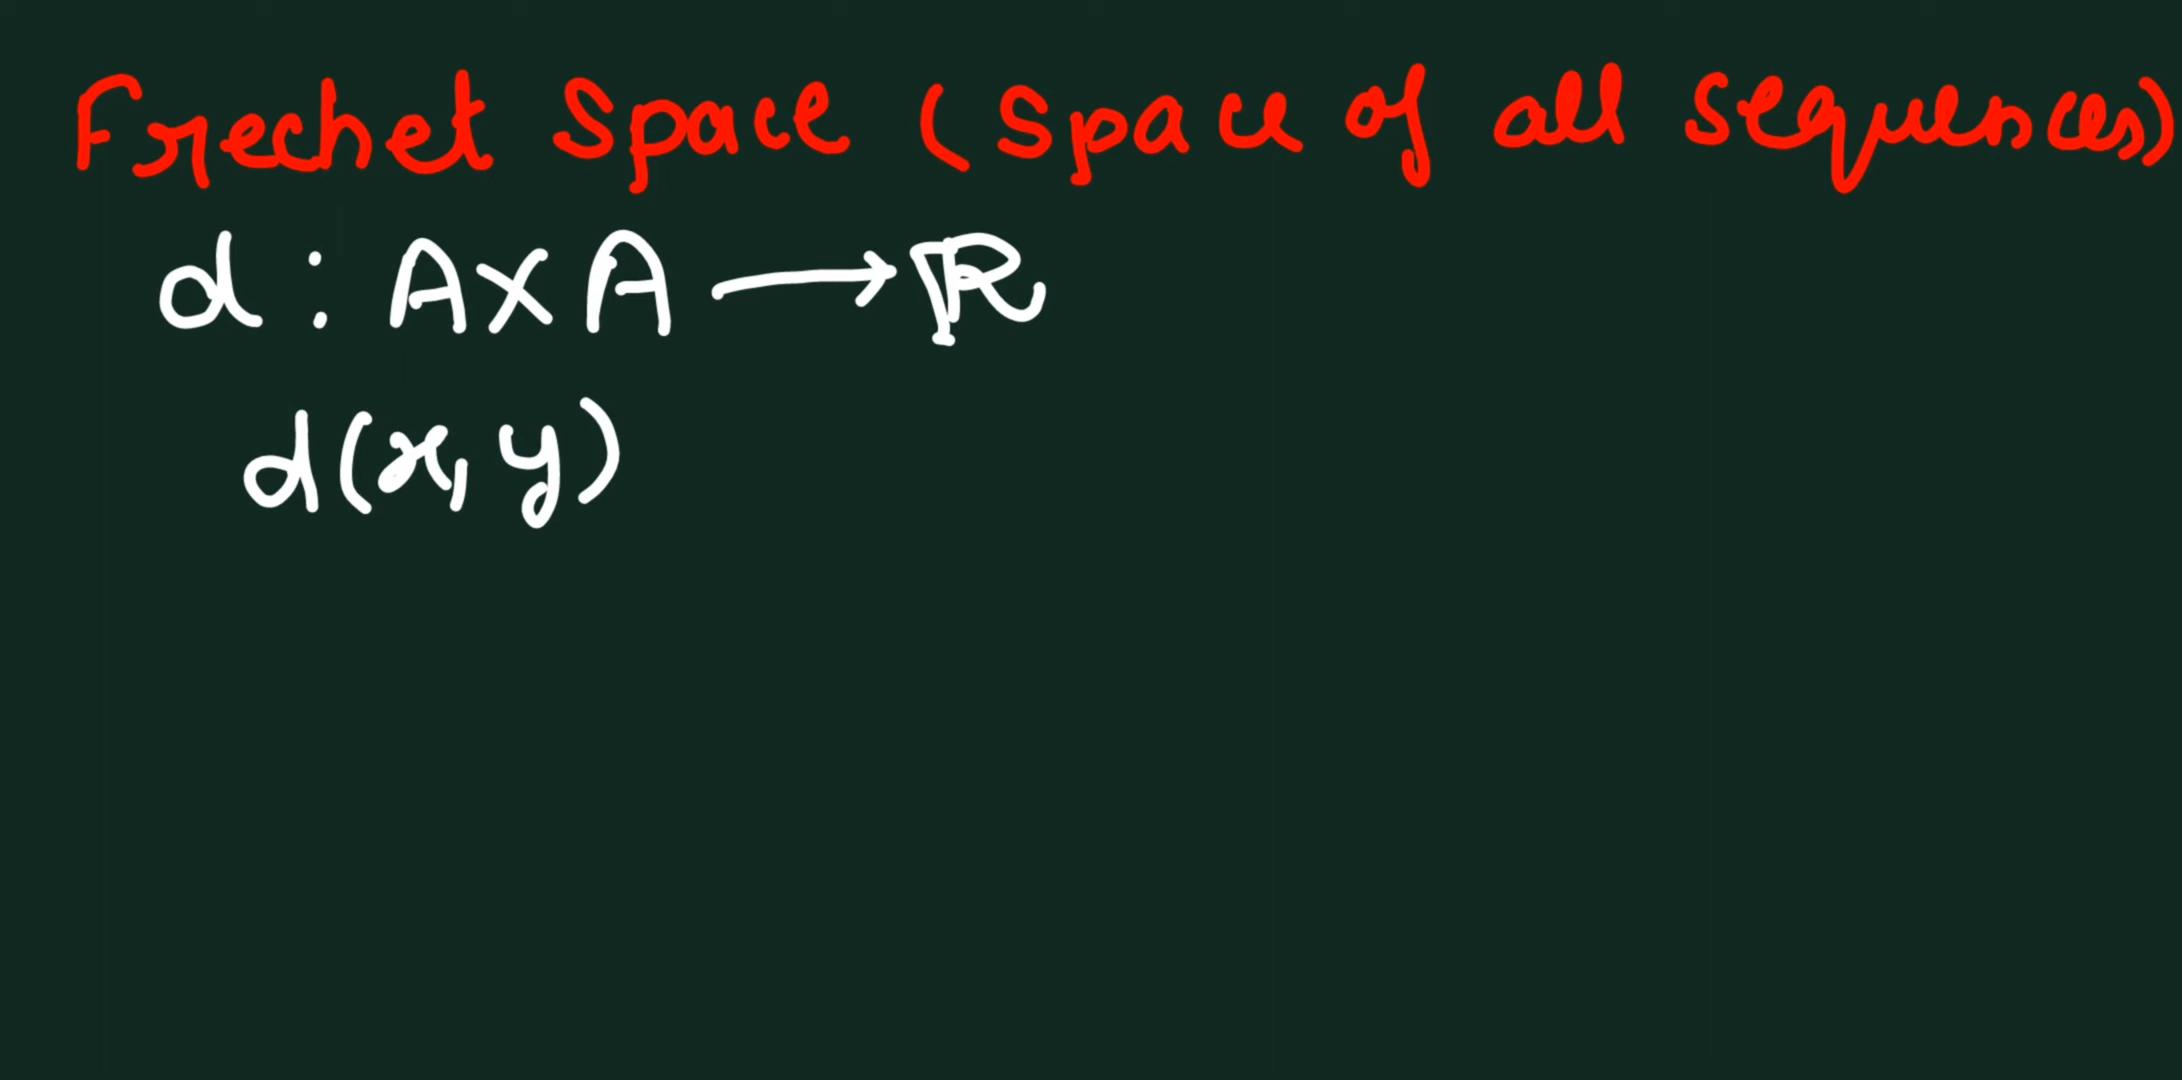 Frechet Space (Space of all sequences)
d : A × A ⟶ ℝ
d(x, y)